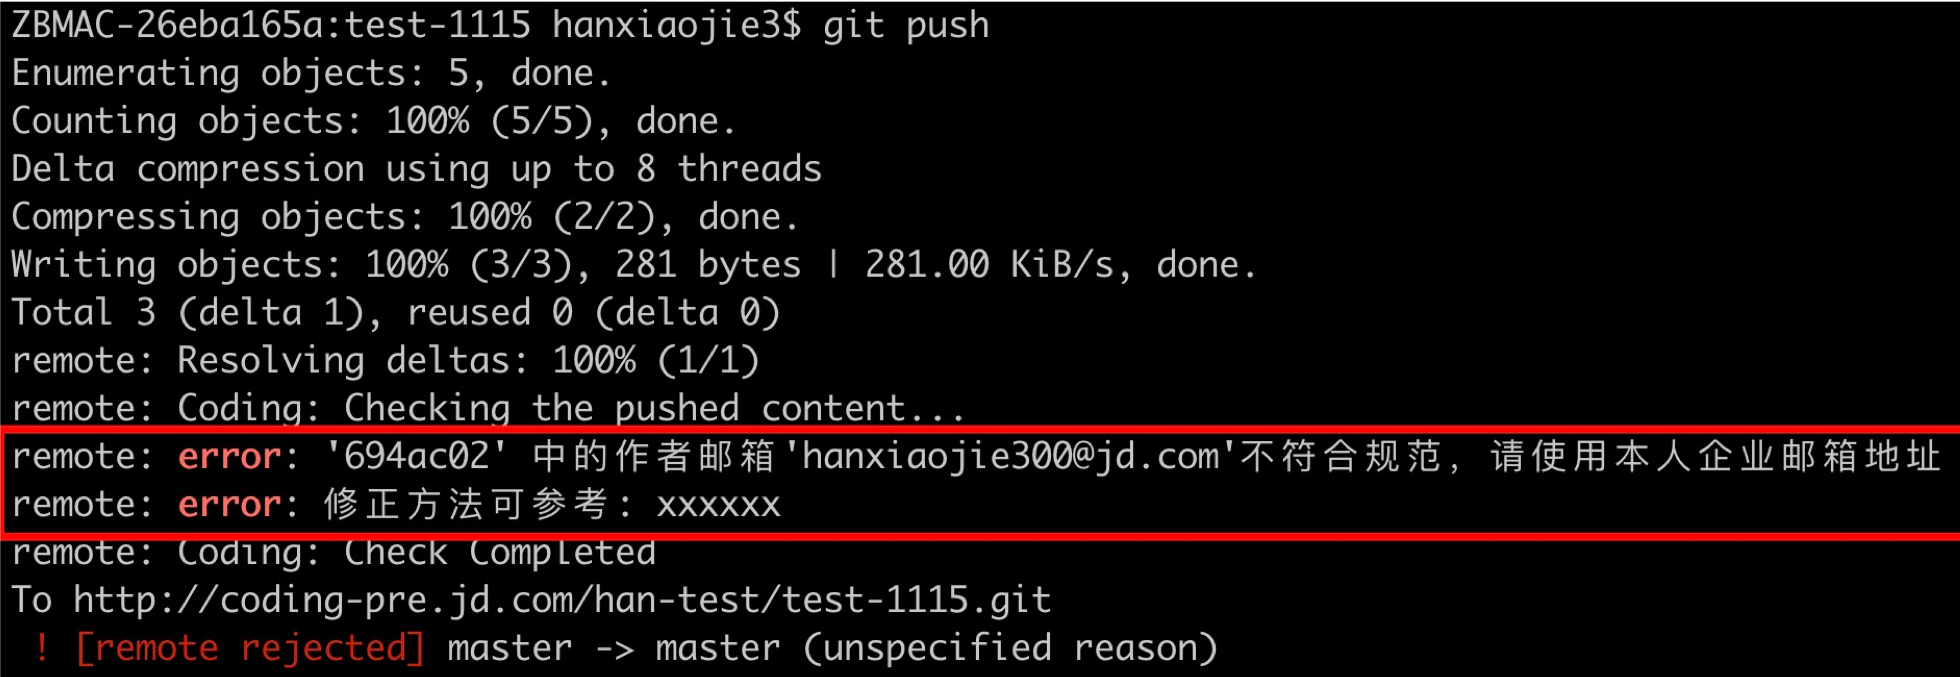 ZBMAC-26eba165a:test-1115 hanxiaojie3$ git push
Enumerating objects: 5, done.
Counting objects: 100% (5/5), done.
Delta compression using up to 8 threads
Compressing objects: 100% (2/2), done.
Writing objects: 100% (3/3), 281 bytes | 281.00 KiB/s, done.
Total 3 (delta 1), reused 0 (delta 0)
remote: Resolving deltas: 100% (1/1)
remote: Coding: Checking the pushed content...
remote: error: '694ac02' 中的作者邮箱'hanxiaojie300@jd.com'不符合规范, 请使用本人企业邮箱地址
remote: error: 修正方法可参考: xxxxxx
remote: Coding: Check Completed
To http://coding-pre.jd.com/han-test/test-1115.git
! [remote rejected] master -> master (unspecified reason)